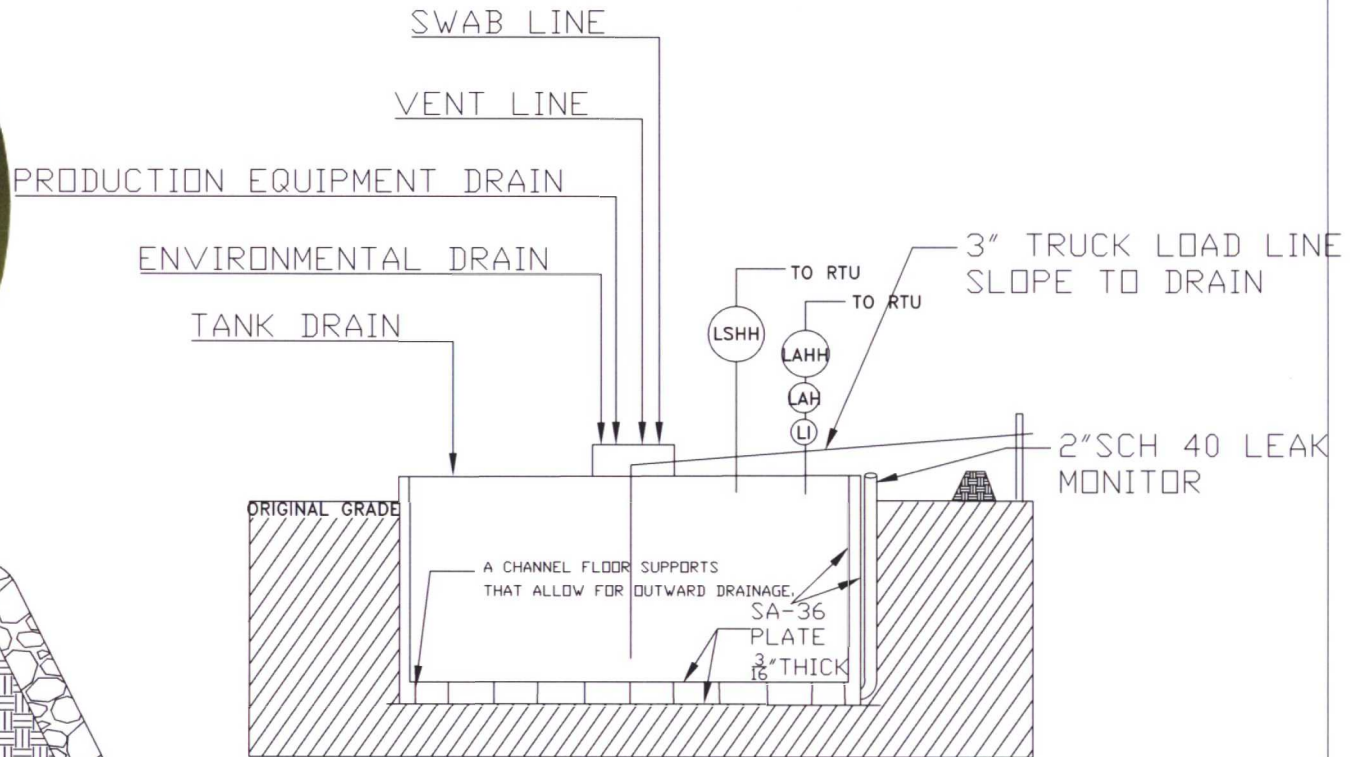 SWAB LINE
VENT LINE
PRODUCTION EQUIPMENT DRAIN
ENVIRONMENTAL DRAIN
TANK DRAIN
TO RTU
TO RTU
3" TRUCK LOAD LINE
SLOPE TO DRAIN
LSHH
LAHH
LAH
LI
2"SCH 40 LEAK
MONITOR
ORIGINAL GRADE
A CHANNEL FLOOR SUPPORTS
THAT ALLOW FOR OUTWARD DRAINAGE.
SA-36
PLATE
3/16"THICK